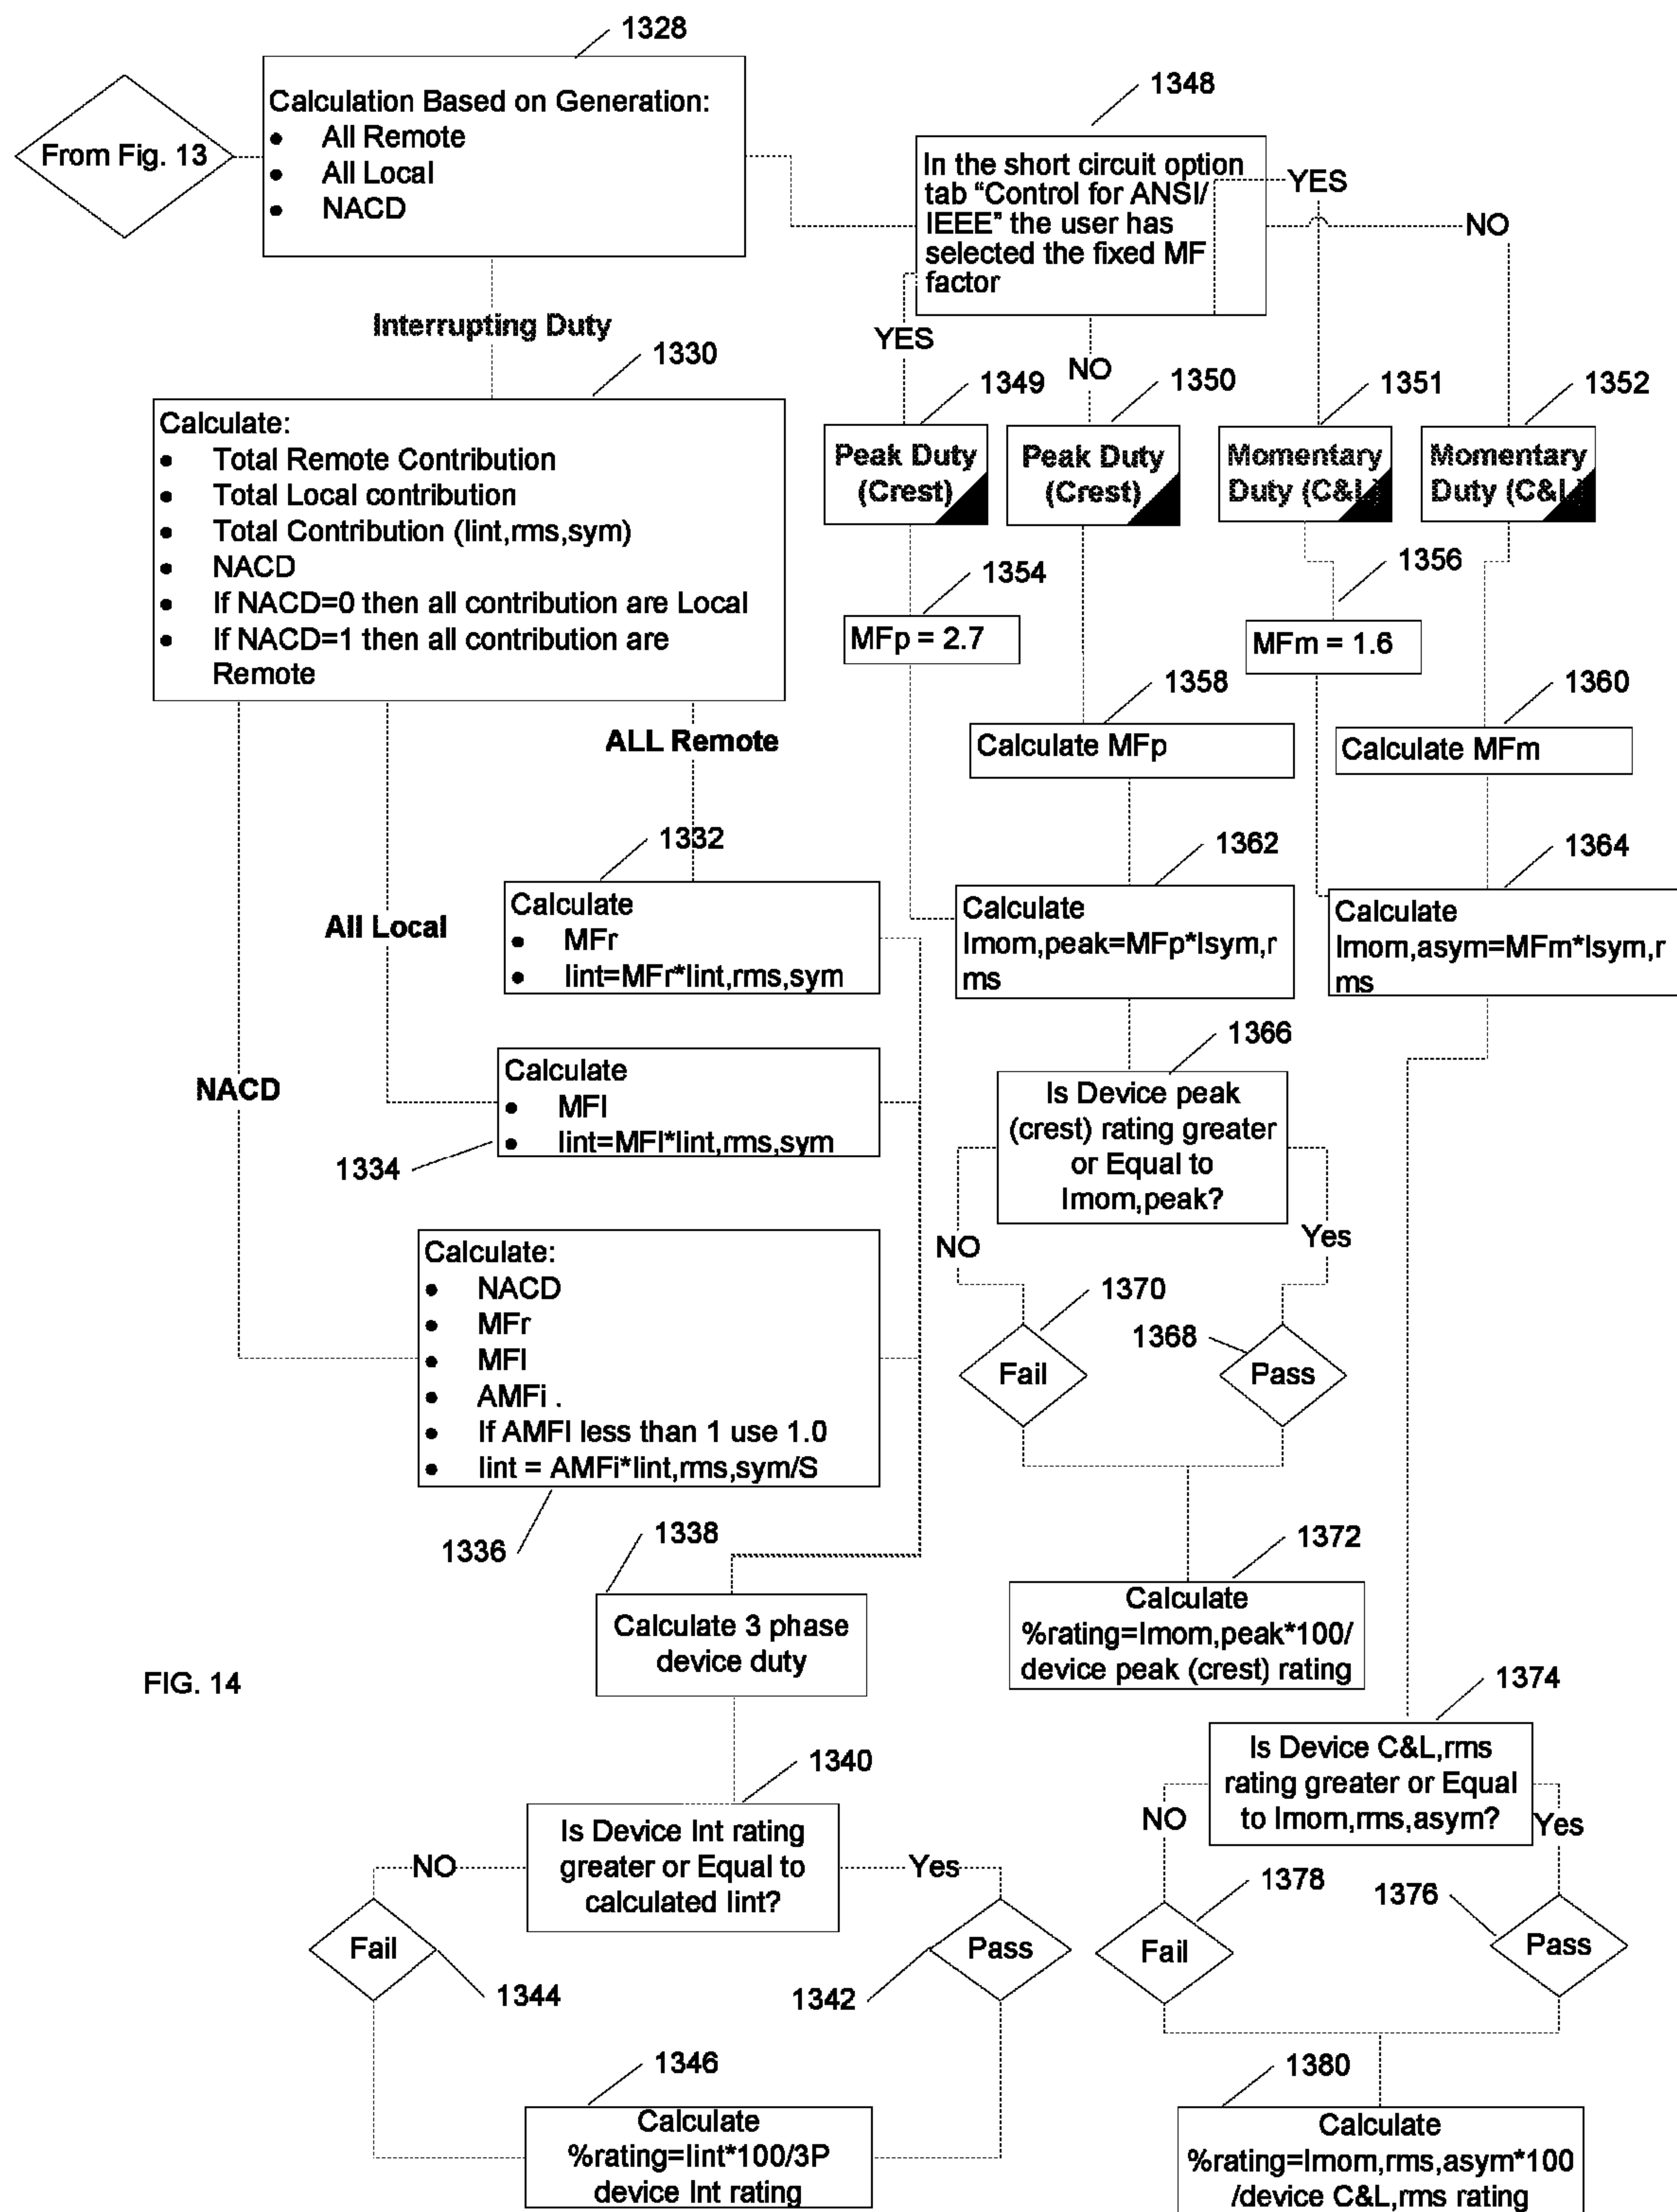 1328
Calculation Based on Generation:
• All Remote
• All Local
• NACD
From Fig. 13
1348
In the short circuit option
tab "Control for ANSI/
IEEE" the user has
selected the fixed MF
factor
YES
NO
Interrupting Duty
YES
NO
1330
Calculate:
• Total Remote Contribution
• Total Local contribution
• Total Contribution (Iint,rms,sym)
• NACD
• If NACD=0 then all contribution are Local
• If NACD=1 then all contribution are
Remote
1349
Peak Duty
(Crest)
1350
Peak Duty
(Crest)
1351
Momentary
Duty (C&L)
1352
Momentary
Duty (C&L)
1354
MFp = 2.7
1356
MFm = 1.6
1358
Calculate MFp
1360
Calculate MFm
ALL Remote
All Local
NACD
1332
Calculate
• MFr
• Iint=MFr*Iint,rms,sym
1362
Calculate
Imom,peak=MFp*Isym,r
ms
1364
Calculate
Imom,asym=MFm*Isym,r
ms
1334
Calculate
• MFl
• Iint=MFl*Iint,rms,sym
1366
Is Device peak
(crest) rating greater
or Equal to
Imom,peak?
NO
Yes
1336
Calculate:
• NACD
• MFr
• MFl
• AMFi .
• If AMFI less than 1 use 1.0
• Iint = AMFi*Iint,rms,sym/S
1370
Fail
1368
Pass
1338
Calculate 3 phase
device duty
1372
Calculate
%rating=Imom,peak*100/
device peak (crest) rating
FIG. 14
1374
Is Device C&L,rms
rating greater or Equal
to Imom,rms,asym?
NO
Yes
1340
Is Device Int rating
greater or Equal to
calculated Iint?
NO
Yes
1344
Fail
1342
Pass
1378
Fail
1376
Pass
1346
Calculate
%rating=Iint*100/3P
device Int rating
1380
Calculate
%rating=Imom,rms,asym*100
/device C&L,rms rating